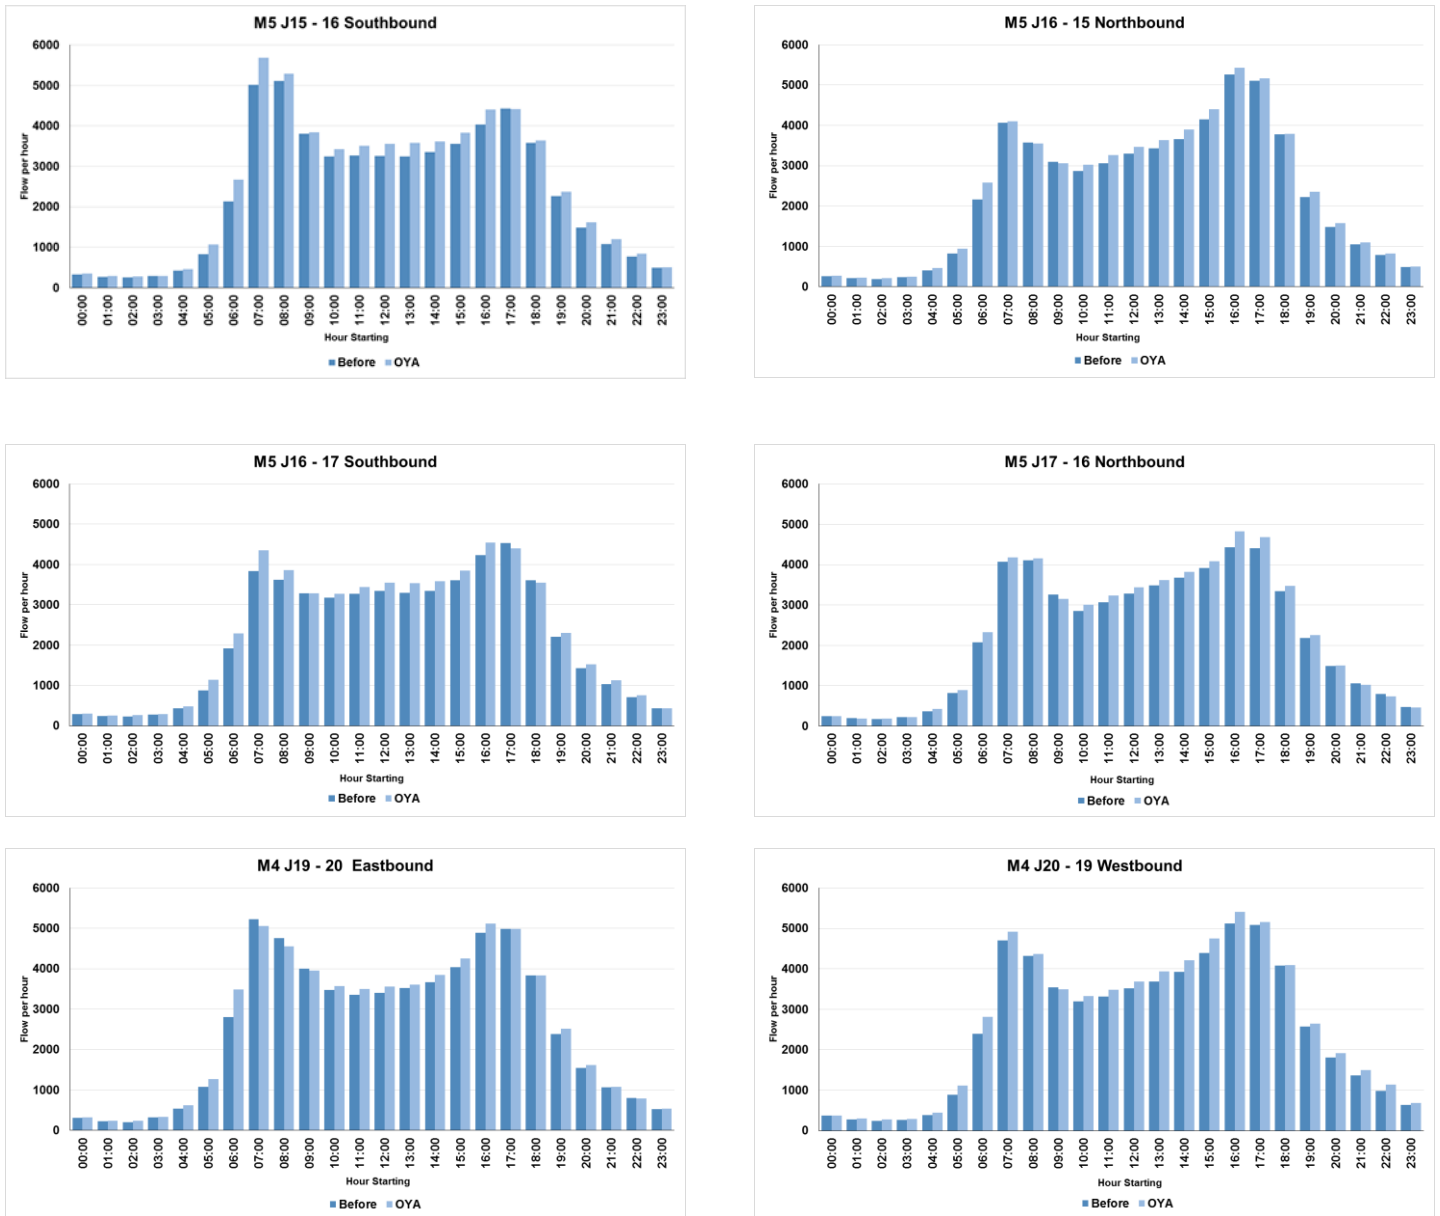 M5 J15 - 16 Southbound
6000
5000
4000
3000
2000
1000
0
Flow per hour
00:00 01:00 02:00 03:00 04:00 05:00 06:00 07:00 08:00 09:00 10:00 11:00 12:00 13:00 14:00 15:00 16:00 17:00 18:00 19:00 20:00 21:00 22:00 23:00
Hour Starting
Before OYA
M5 J16 - 15 Northbound
6000
5000
4000
3000
2000
1000
0
Flow per hour
00:00 01:00 02:00 03:00 04:00 05:00 06:00 07:00 08:00 09:00 10:00 11:00 12:00 13:00 14:00 15:00 16:00 17:00 18:00 19:00 20:00 21:00 22:00 23:00
Hour Starting
Before OYA
M5 J16 - 17 Southbound
6000
5000
4000
3000
2000
1000
0
Flow per hour
00:00 01:00 02:00 03:00 04:00 05:00 06:00 07:00 08:00 09:00 10:00 11:00 12:00 13:00 14:00 15:00 16:00 17:00 18:00 19:00 20:00 21:00 22:00 23:00
Hour Starting
Before OYA
M5 J17 - 16 Northbound
6000
5000
4000
3000
2000
1000
0
Flow per hour
00:00 01:00 02:00 03:00 04:00 05:00 06:00 07:00 08:00 09:00 10:00 11:00 12:00 13:00 14:00 15:00 16:00 17:00 18:00 19:00 20:00 21:00 22:00 23:00
Hour Starting
Before OYA
M4 J19 - 20 Eastbound
6000
5000
4000
3000
2000
1000
0
Flow per hour
00:00 01:00 02:00 03:00 04:00 05:00 06:00 07:00 08:00 09:00 10:00 11:00 12:00 13:00 14:00 15:00 16:00 17:00 18:00 19:00 20:00 21:00 22:00 23:00
Hour Starting
Before OYA
M4 J20 - 19 Westbound
6000
5000
4000
3000
2000
1000
0
Flow per hour
00:00 01:00 02:00 03:00 04:00 05:00 06:00 07:00 08:00 09:00 10:00 11:00 12:00 13:00 14:00 15:00 16:00 17:00 18:00 19:00 20:00 21:00 22:00 23:00
Hour Starting
Before OYA